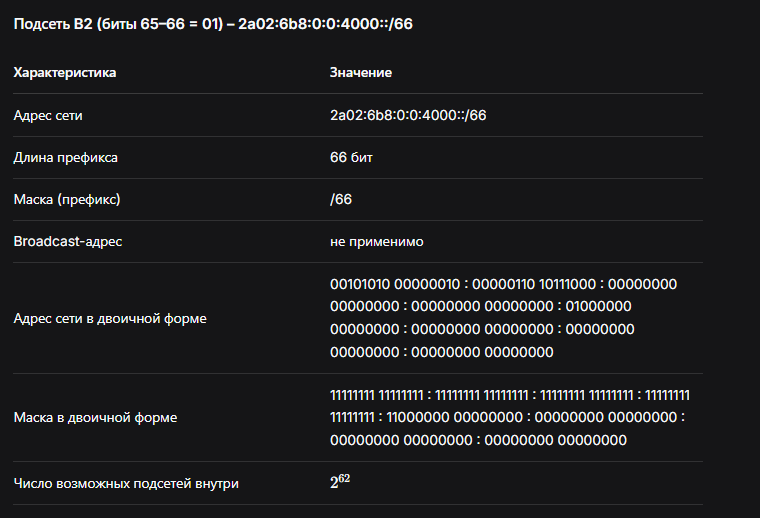 Подсеть B2 (биты 65–66 = 01) – 2a02:6b8:0:0:4000::/66
Характеристика Значение
Адрес сети 2a02:6b8:0:0:4000::/66
Длина префикса 66 бит
Маска (префикс) /66
Broadcast-адрес не применимо
Адрес сети в двоичной форме
00101010 00000010 : 00000110 10111000 : 00000000
00000000 : 00000000 00000000 : 01000000
00000000 : 00000000 00000000 : 00000000
00000000 : 00000000 00000000
Маска в двоичной форме
11111111 11111111 : 11111111 11111111 : 11111111 11111111 : 11111111
11111111 : 11000000 00000000 : 00000000 00000000 :
00000000 00000000 : 00000000 00000000
Число возможных подсетей внутри 2^62